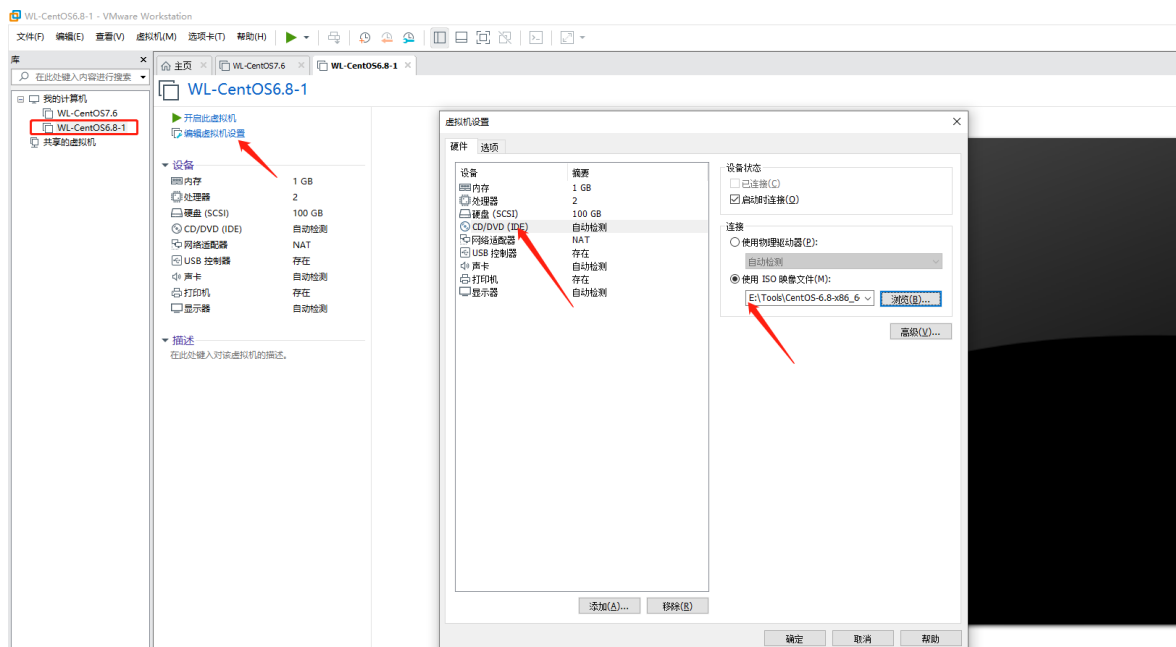 WL-CentOS6.8-1 - VMware Workstation
文件(F) 编辑(E) 查看(V) 虚拟机(M) 选项卡(T) 帮助(H)
库
在此处键入内容进行搜索
我的计算机
WL-CentOS7.6
WL-CentOS6.8-1
共享的虚拟机
主页 WL-CentOS7.6 WL-CentOS6.8-1
WL-CentOS6.8-1
开启此虚拟机
编辑虚拟机设置
设备
内存 1 GB
处理器 2
硬盘 (SCSI) 100 GB
CD/DVD (IDE) 自动检测
网络适配器 NAT
USB 控制器 存在
声卡 自动检测
打印机 存在
显示器 自动检测
描述
在此处键入对该虚拟机的描述。
虚拟机设置
硬件 选项
设备 摘要
内存 1 GB
处理器 2
硬盘 (SCSI) 100 GB
CD/DVD (IDE) 自动检测
网络适配器 NAT
USB 控制器 存在
声卡 自动检测
打印机 存在
显示器 自动检测
添加(A)... 移除(R)
设备状态
已连接(C)
启动时连接(O)
连接
使用物理驱动器(P):
自动检测
使用 ISO 映像文件(M):
E:\Tools\CentOS-6.8-x86_6 浏览(B)...
高级(V)...
确定 取消 帮助